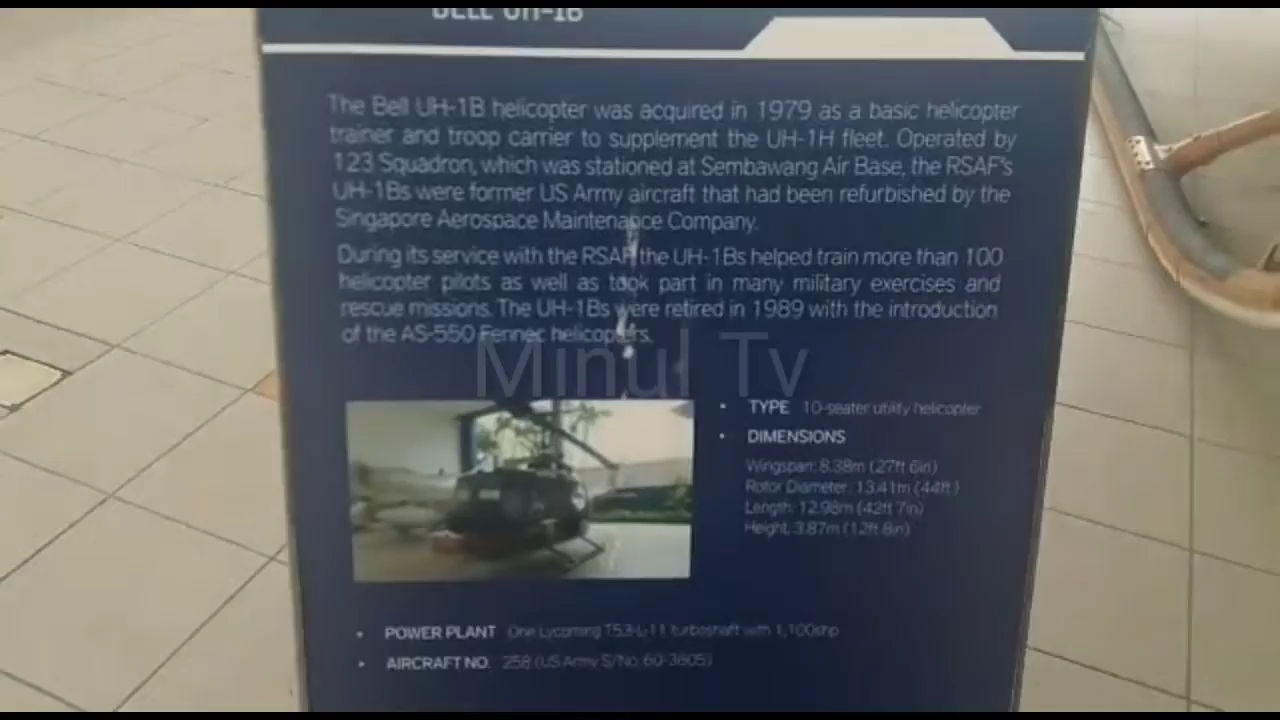 BELL UH-1B
The Bell UH-1B helicopter was acquired in 1979 as a basic helicopter
trainer and troop carrier to supplement the UH-1H fleet. Operated by
123 Squadron, which was stationed at Sembawang Air Base, the RSAF's
UH-1Bs were former US Army aircraft that had been refurbished by the
Singapore Aerospace Maintenance Company.
During its service with the RSAF the UH-1Bs helped train more than 100
helicopter pilots as well as took part in many military exercises and
rescue missions. The UH-1Bs were retired in 1989 with the introduction
of the AS-550 Fennec helicopters.
Minul Tv
• TYPE 10-seater utility helicopter
• DIMENSIONS
Wingspan: 8.38m (27ft 6in)
Rotor Diameter: 13.41m (44ft)
Length: 12.98m (42ft 7in)
Height: 3.87m (12ft 8in)
• POWER PLANT One Lycoming T53-L-11 turboshaft with 1,100shp
• AIRCRAFT NO. 258 (US Army S/No. 60-3605)